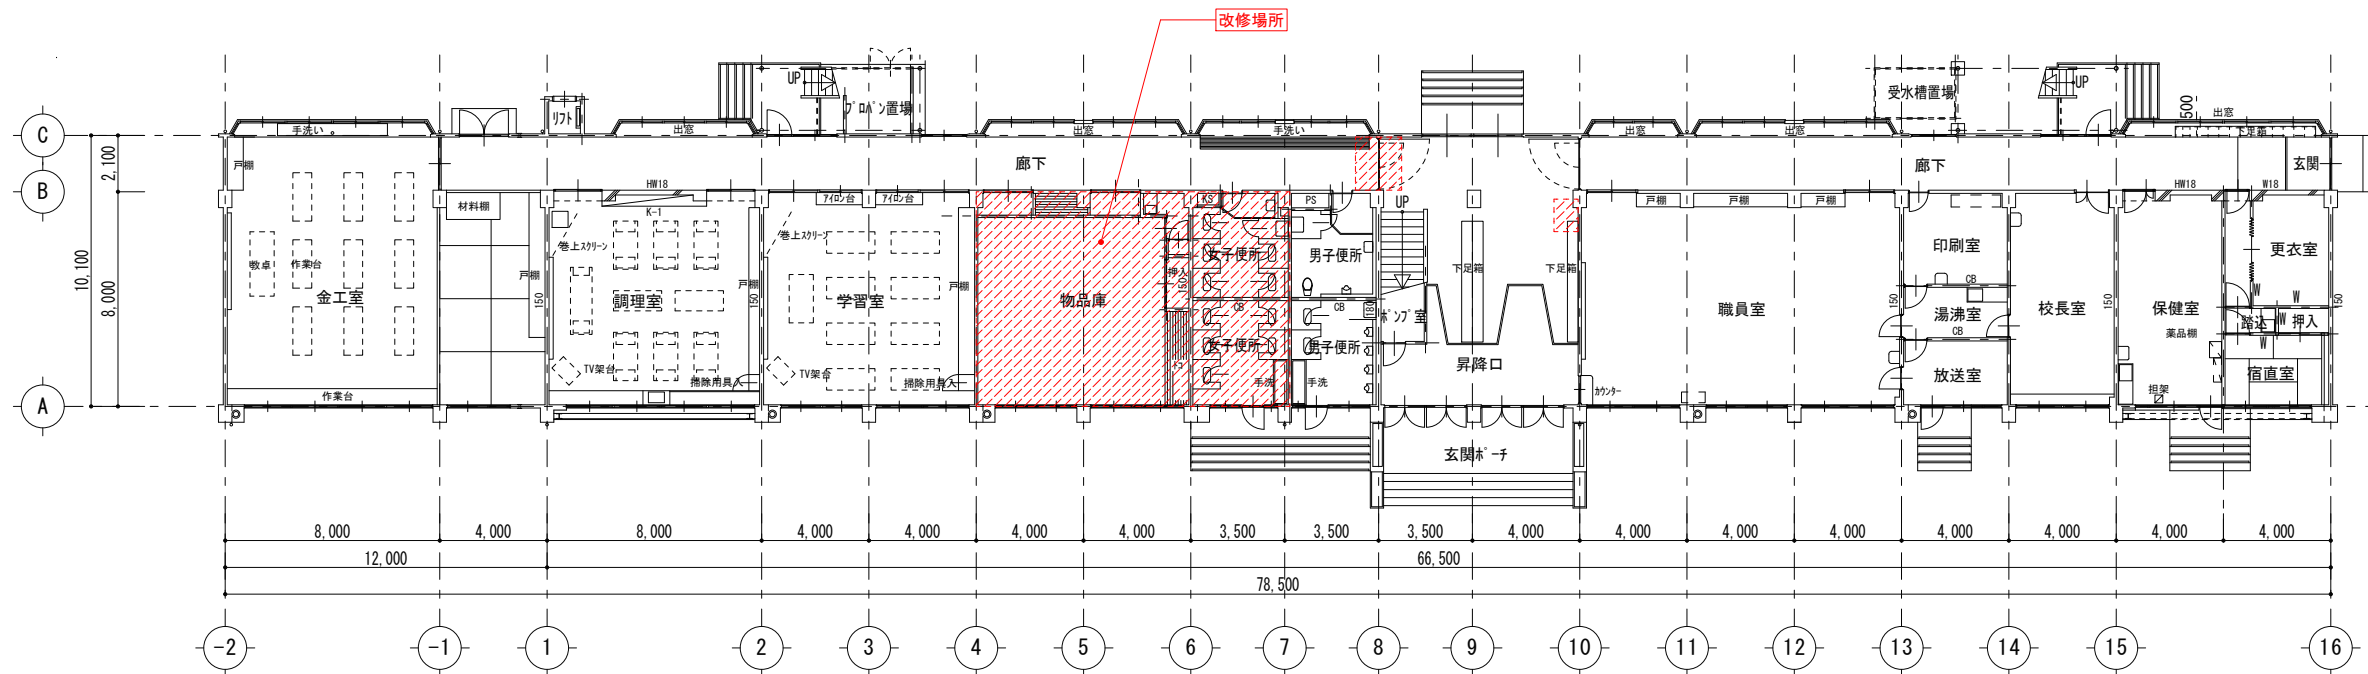 改修場所
UP
プロパン置場
リフト
受水槽置場
UP
出窓
500
手洗い
出窓
出窓
手洗い
出窓
出窓
下足箱
C
B
A
2,100
10,100
8,000
戸棚
廊下
廊下
玄関
材料棚
HW18
K-1
アイロン台
アイロン台
KS
PS
UP
戸棚
戸棚
戸棚
HW18
W18
巻上スクリーン
巻上スクリーン
教卓
作業台
金工室
戸棚
150
調理室
戸棚
150
学習室
戸棚
物品庫
押入
150
女子便所
男子便所
CB
CB
180
女子便所
男子便所
手洗
手洗
ポンプ室
下足箱
下足箱
昇降口
職員室
150
印刷室
CB
湯沸室
CB
放送室
校長室
150
保健室
薬品棚
担架
更衣室
W
W
踏込
W
押入
W
宿直室
150
TV架台
掃除用具入
TV架台
掃除用具入
作業台
カウンター
玄関ポーチ
8,000
4,000
8,000
4,000
4,000
4,000
4,000
3,500
3,500
3,500
4,000
4,000
4,000
4,000
4,000
4,000
4,000
4,000
12,000
66,500
78,500
-2
-1
1
2
3
4
5
6
7
8
9
10
11
12
13
14
15
16